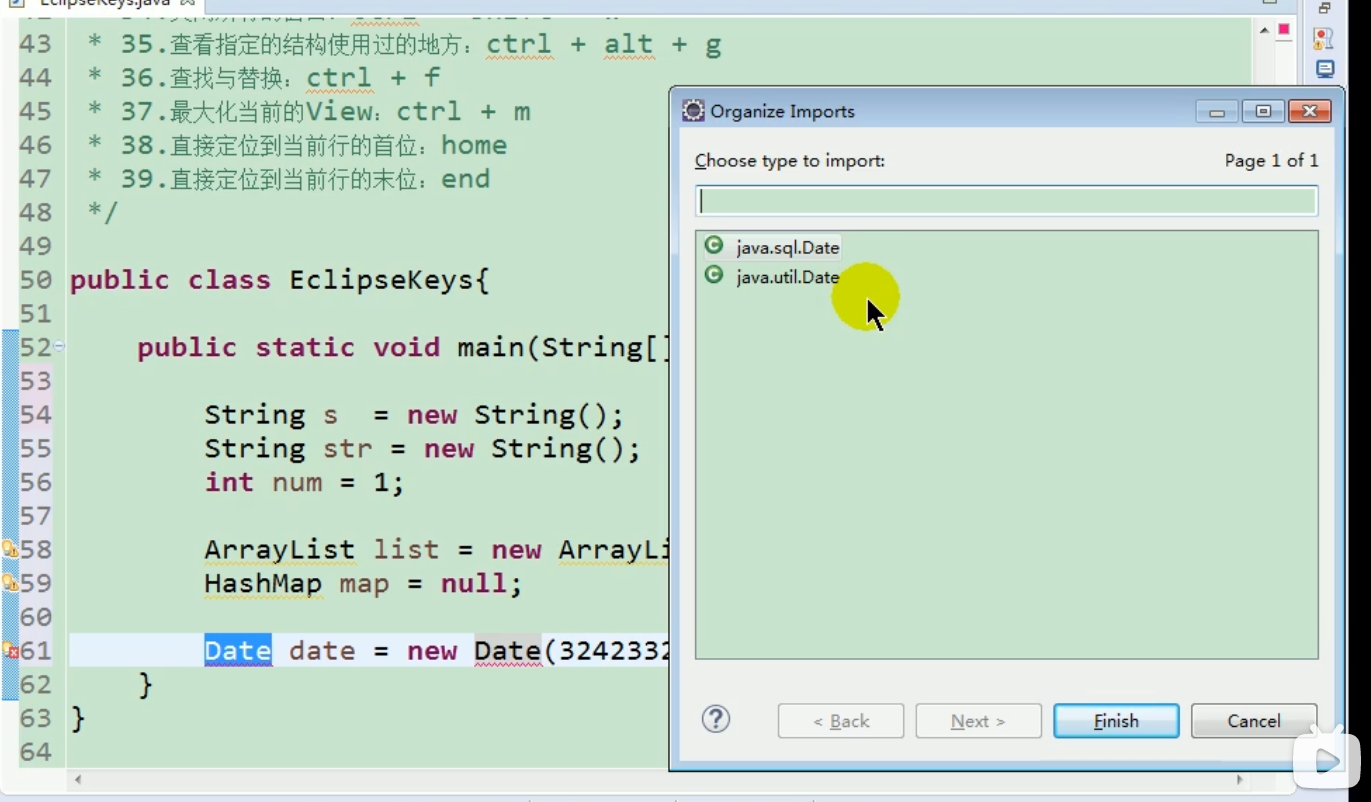 EclipseKeys.java
43 * 35.查看指定的结构使用过的地方：ctrl + alt + g
44 * 36.查找与替换：ctrl + f
45 * 37.最大化当前的View：ctrl + m
46 * 38.直接定位到当前行的首位：home
47 * 39.直接定位到当前行的末位：end
48 */
49
50 public class EclipseKeys{
51
52 public static void main(String[]
53
54 String s = new String();
55 String str = new String();
56 int num = 1;
57
58 ArrayList list = new ArrayLi
59 HashMap map = null;
60
61 Date date = new Date(3242332
62 }
63 }
64
Organize Imports
Choose type to import:
Page 1 of 1
java.sql.Date
java.util.Date
?
< Back
Next >
Finish
Cancel